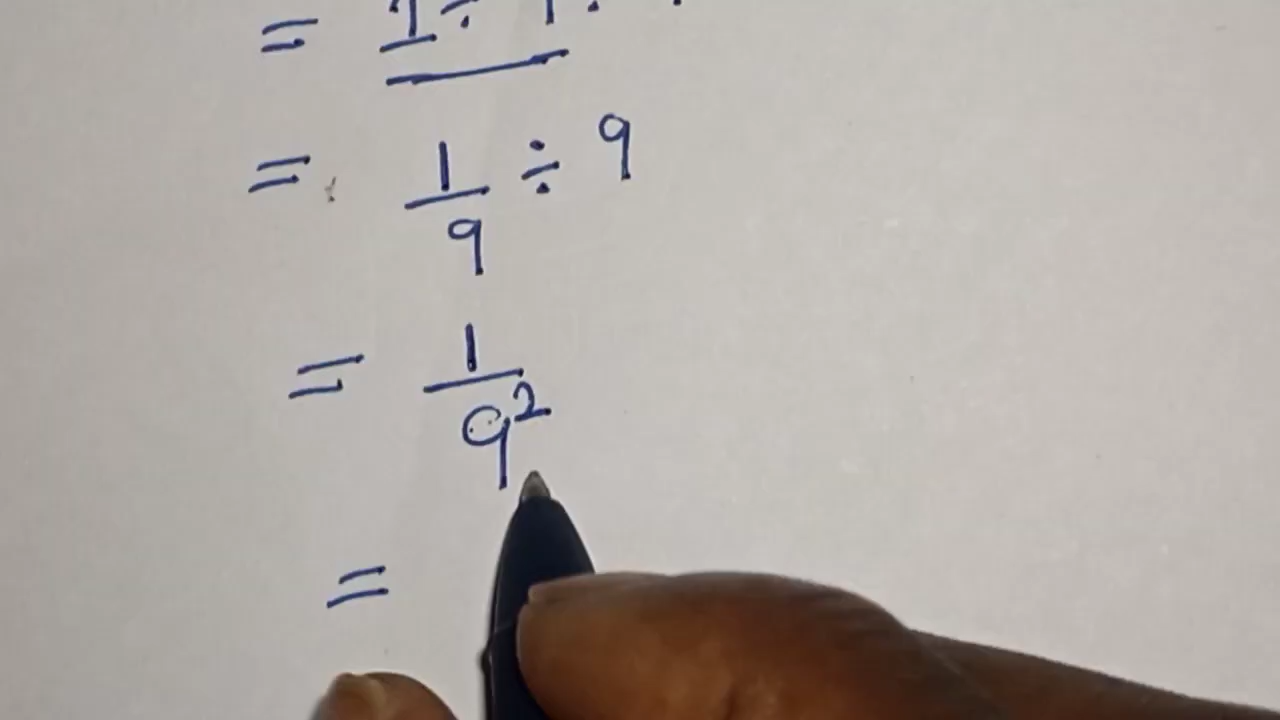 =
= 1/9 ÷ 9
= 1/9²
=